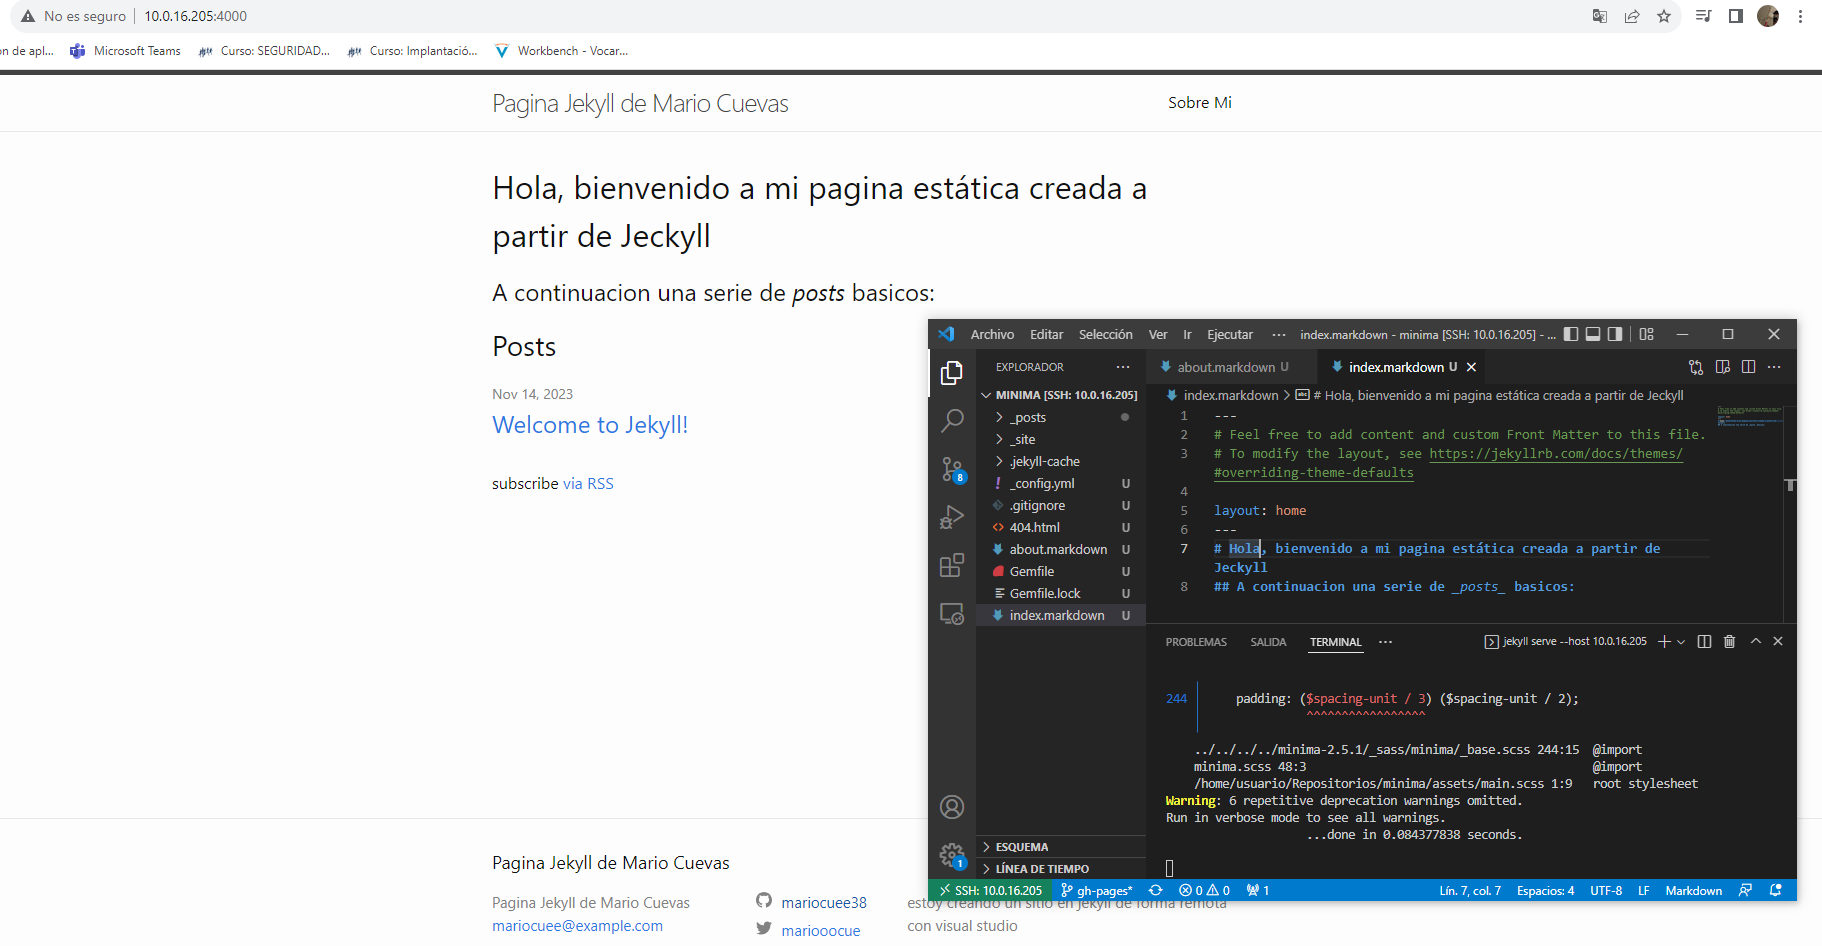 No es seguro 10.0.16.205:4000
on de apl... Microsoft Teams Curso: SEGURIDAD... Curso: Implantació... Workbench - Vocar...
Pagina Jekyll de Mario Cuevas Sobre Mi
Hola, bienvenido a mi pagina estática creada a
partir de Jeckyll
A continuacion una serie de posts basicos:
Posts
Nov 14, 2023
Welcome to Jekyll!
subscribe via RSS
Archivo Editar Selección Ver Ir Ejecutar ··· index.markdown - minima [SSH: 10.0.16.205] - ...
EXPLORADOR ···
MINIMA [SSH: 10.0.16.205]
_posts
_site
.jekyll-cache
! _config.yml U
.gitignore U
<> 404.html U
about.markdown U
Gemfile U
Gemfile.lock U
index.markdown U
ESQUEMA
LÍNEA DE TIEMPO
8
1
about.markdown U index.markdown U
index.markdown > # Hola, bienvenido a mi pagina estática creada a partir de Jeckyll
1 ---
2 # Feel free to add content and custom Front Matter to this file.
3 # To modify the layout, see https://jekyllrb.com/docs/themes/
#overriding-theme-defaults
4
5 layout: home
6 ---
7 # Hola, bienvenido a mi pagina estática creada a partir de
Jeckyll
8 ## A continuacion una serie de _posts_ basicos:
PROBLEMAS SALIDA TERMINAL ··· jekyll serve --host 10.0.16.205
244 padding: ($spacing-unit / 3) ($spacing-unit / 2);
^^^^^^^^^^^^^^^^^
../../../../minima-2.5.1/_sass/minima/_base.scss 244:15 @import
minima.scss 48:3 @import
/home/usuario/Repositorios/minima/assets/main.scss 1:9 root stylesheet
Warning: 6 repetitive deprecation warnings omitted.
Run in verbose mode to see all warnings.
...done in 0.084377838 seconds.
SSH: 10.0.16.205 gh-pages* 0 0 1 Lín. 7, col. 7 Espacios: 4 UTF-8 LF Markdown
Pagina Jekyll de Mario Cuevas
Pagina Jekyll de Mario Cuevas
mariocuee@example.com
mariocuee38
mariooocue
estoy creando un sitio en Jekyll de forma remota
con visual studio